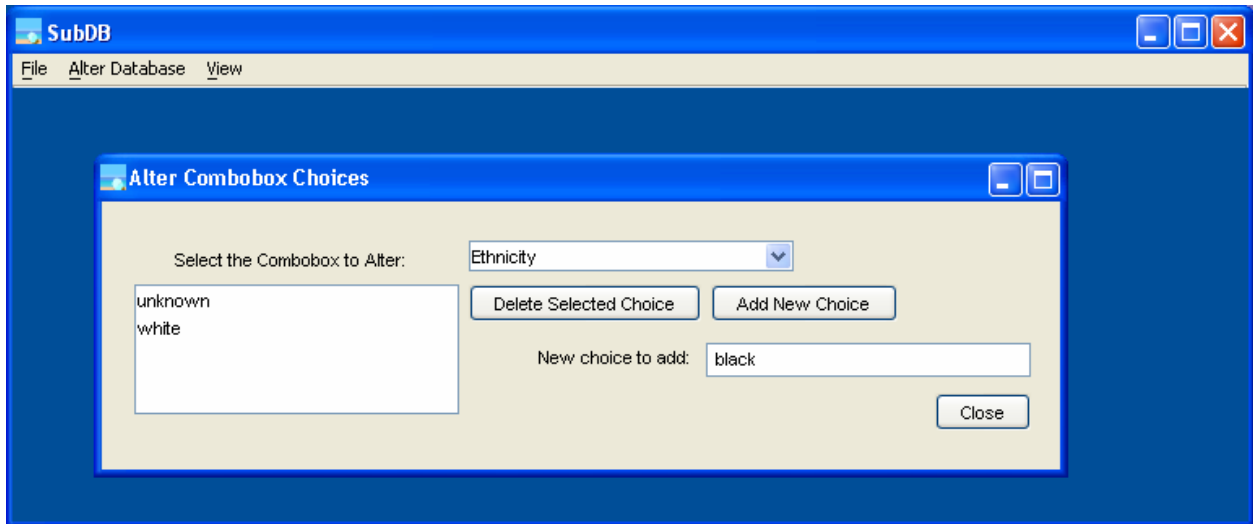 SubDB
File Alter Database View
Alter Combobox Choices
Select the Combobox to Alter: Ethnicity
unknown
white
Delete Selected Choice Add New Choice
New choice to add: black
Close